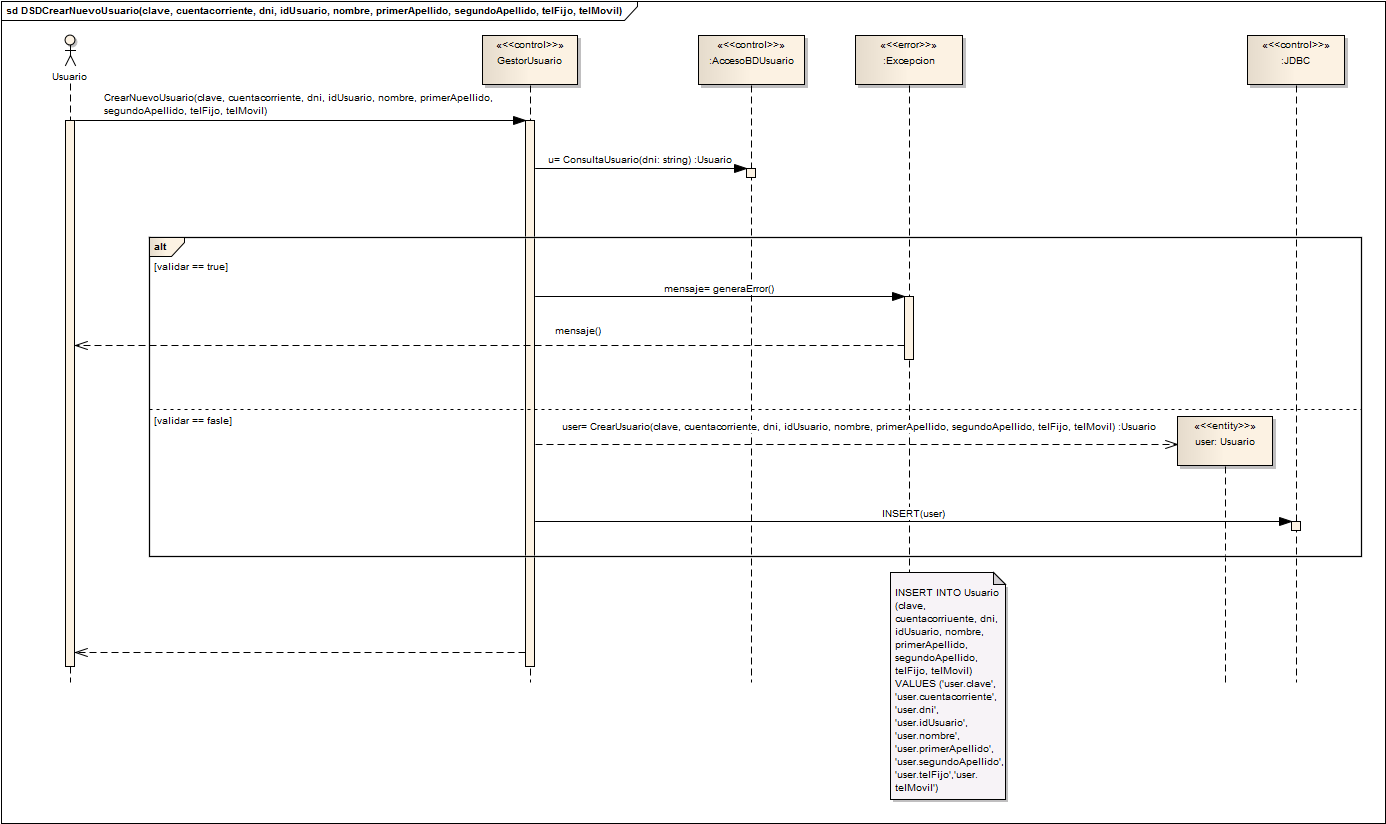 sd DSDCrearNuevoUsuario(clave, cuentacorriente, dni, idUsuario, nombre, primerApellido, segundoApellido, telFijo, telMovil)
Usuario
«<<control>>»
GestorUsuario
«<<control>>»
:AccesoBDUsuario
«<<error>>»
:Excepcion
«<<control>>»
:JDBC
CrearNuevoUsuario(clave, cuentacorriente, dni, idUsuario, nombre, primerApellido,
segundoApellido, telFijo, telMovil)
u= ConsultaUsuario(dni: string) :Usuario
alt
[validar == true]
mensaje= generaError()
mensaje()
[validar == fasle]
user= CrearUsuario(clave, cuentacorriente, dni, idUsuario, nombre, primerApellido, segundoApellido, telFijo, telMovil) :Usuario
«<<entity>>»
user: Usuario
INSERT(user)
INSERT INTO Usuario
(clave,
cuentacorriuente, dni,
idUsuario, nombre,
primerApellido,
segundoApellido,
telFijo, telMovil)
VALUES ('user.clave',
'user.cuentacorriente',
'user.dni',
'user.idUsuario',
'user.nombre',
'user.primerApellido',
'user.segundoApellido',
'user.telFijo','user.
telMovil')